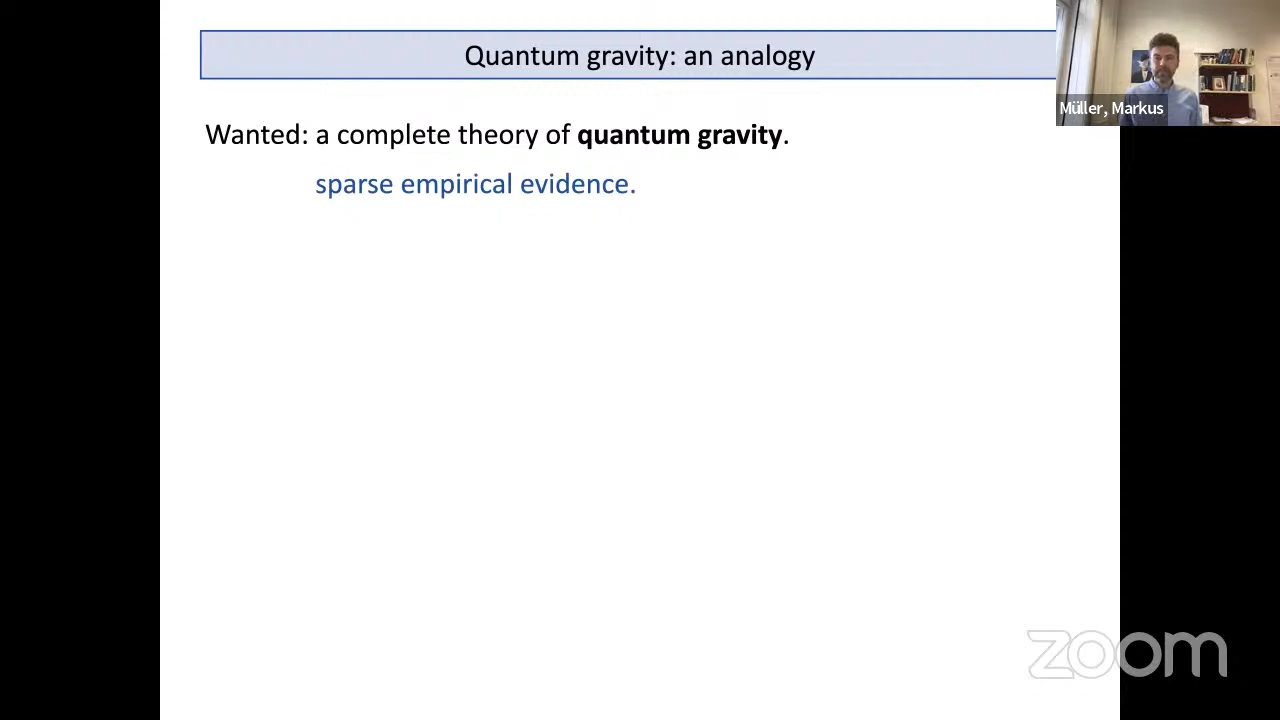 Quantum gravity: an analogy
Müller, Markus
Wanted: a complete theory of quantum gravity.
sparse empirical evidence.
zoom